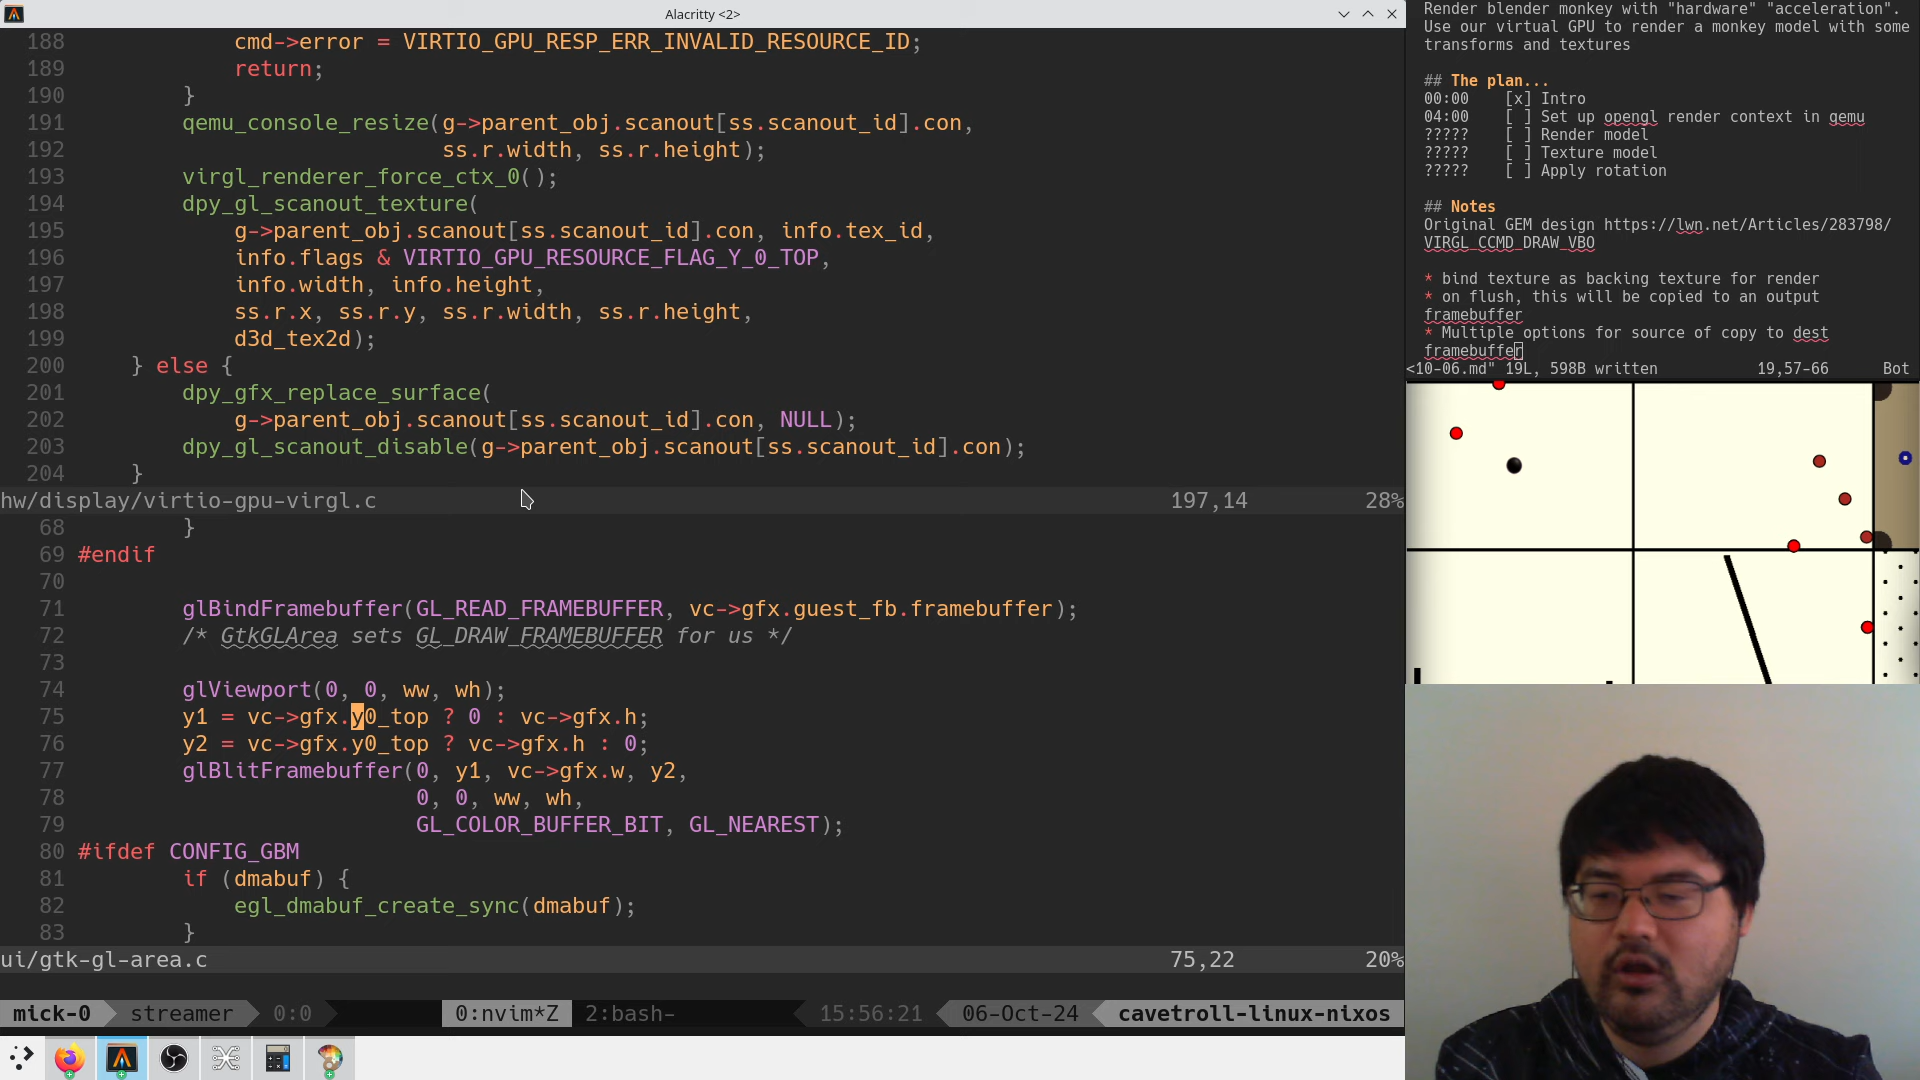 Alacritty <2>
188 cmd->error = VIRTIO_GPU_RESP_ERR_INVALID_RESOURCE_ID;
189 return;
190 }
191 qemu_console_resize(g->parent_obj.scanout[ss.scanout_id].con,
192 ss.r.width, ss.r.height);
193 virgl_renderer_force_ctx_0();
194 dpy_gl_scanout_texture(
195 g->parent_obj.scanout[ss.scanout_id].con, info.tex_id,
196 info.flags & VIRTIO_GPU_RESOURCE_FLAG_Y_0_TOP,
197 info.width, info.height,
198 ss.r.x, ss.r.y, ss.r.width, ss.r.height,
199 d3d_tex2d);
200 } else {
201 dpy_gfx_replace_surface(
202 g->parent_obj.scanout[ss.scanout_id].con, NULL);
203 dpy_gl_scanout_disable(g->parent_obj.scanout[ss.scanout_id].con);
204 }
hw/display/virtio-gpu-virgl.c 197,14 28%
68 }
69 #endif
70
71 glBindFramebuffer(GL_READ_FRAMEBUFFER, vc->gfx.guest_fb.framebuffer);
72 /* GtkGLArea sets GL_DRAW_FRAMEBUFFER for us */
73
74 glViewport(0, 0, ww, wh);
75 y1 = vc->gfx.y0_top ? 0 : vc->gfx.h;
76 y2 = vc->gfx.y0_top ? vc->gfx.h : 0;
77 glBlitFramebuffer(0, y1, vc->gfx.w, y2,
78 0, 0, ww, wh,
79 GL_COLOR_BUFFER_BIT, GL_NEAREST);
80 #ifdef CONFIG_GBM
81 if (dmabuf) {
82 egl_dmabuf_create_sync(dmabuf);
83 }
ui/gtk-gl-area.c 75,22 20%
mick-0 streamer 0:0 0:nvim*Z 2:bash- 15:56:21 06-Oct-24 cavetroll-linux-nixos
Render blender monkey with "hardware" "acceleration".
Use our virtual GPU to render a monkey model with some
transforms and textures
## The plan...
00:00 [x] Intro
04:00 [ ] Set up opengl render context in qemu
????? [ ] Render model
????? [ ] Texture model
????? [ ] Apply rotation
## Notes
Original GEM design https://lwn.net/Articles/283798/
VIRGL_CCMD_DRAW_VBO
* bind texture as backing texture for render
* on flush, this will be copied to an output
framebuffer
* Multiple options for source of copy to dest
framebuffer
<10-06.md" 19L, 598B written 19,57-66 Bot